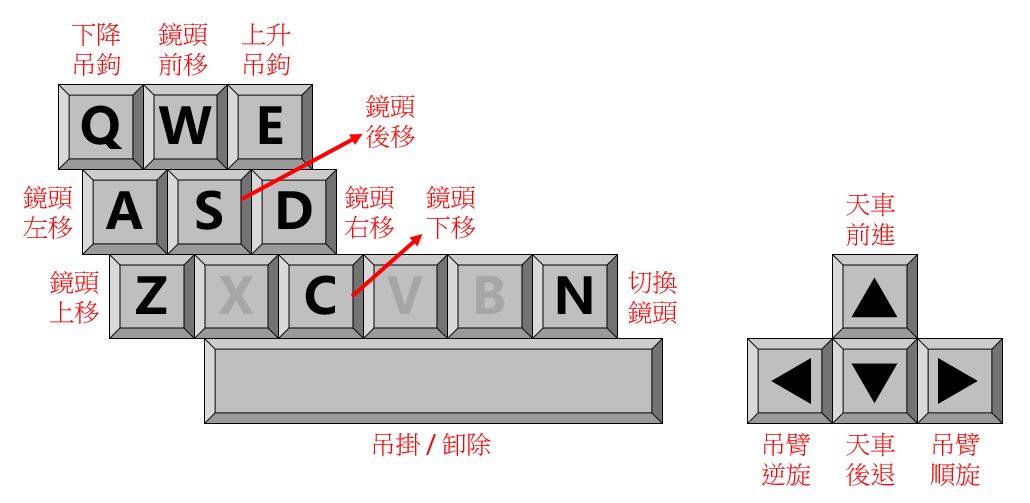 下降
吊鉤
鏡頭
前移
上升
吊鉤
Q W E
鏡頭
後移
鏡頭
左移
A S D
鏡頭
右移
鏡頭
下移
鏡頭
上移
Z X C V B N
切換
鏡頭
吊掛 / 卸除
天車
前進
吊臂
逆旋
天車
後退
吊臂
順旋